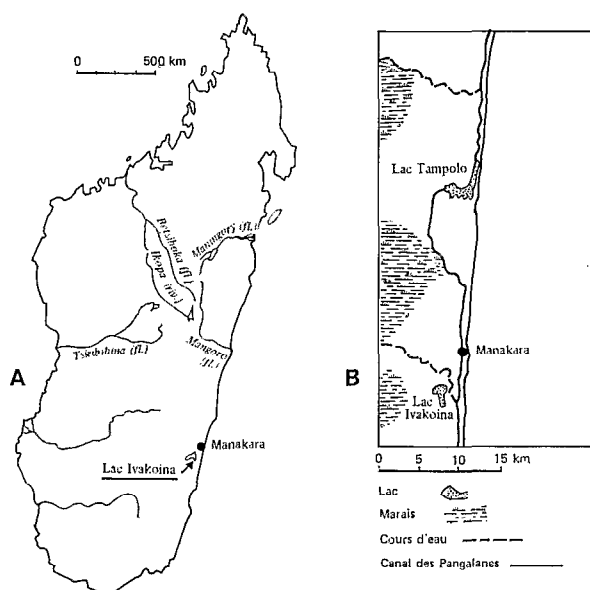 0 500 km
Betsiboka (fl.)
Ikopa (riv.)
Maningory (fl.)
Mangoro (fl.)
Tsiribihina (fl.)
A
Manakara
Lac Ivakoina
Lac Tampolo
Manakara
B
Lac
Ivakoina
0 5 10 15 km
Lac
Marais
Cours d'eau
Canal des Pangalanes